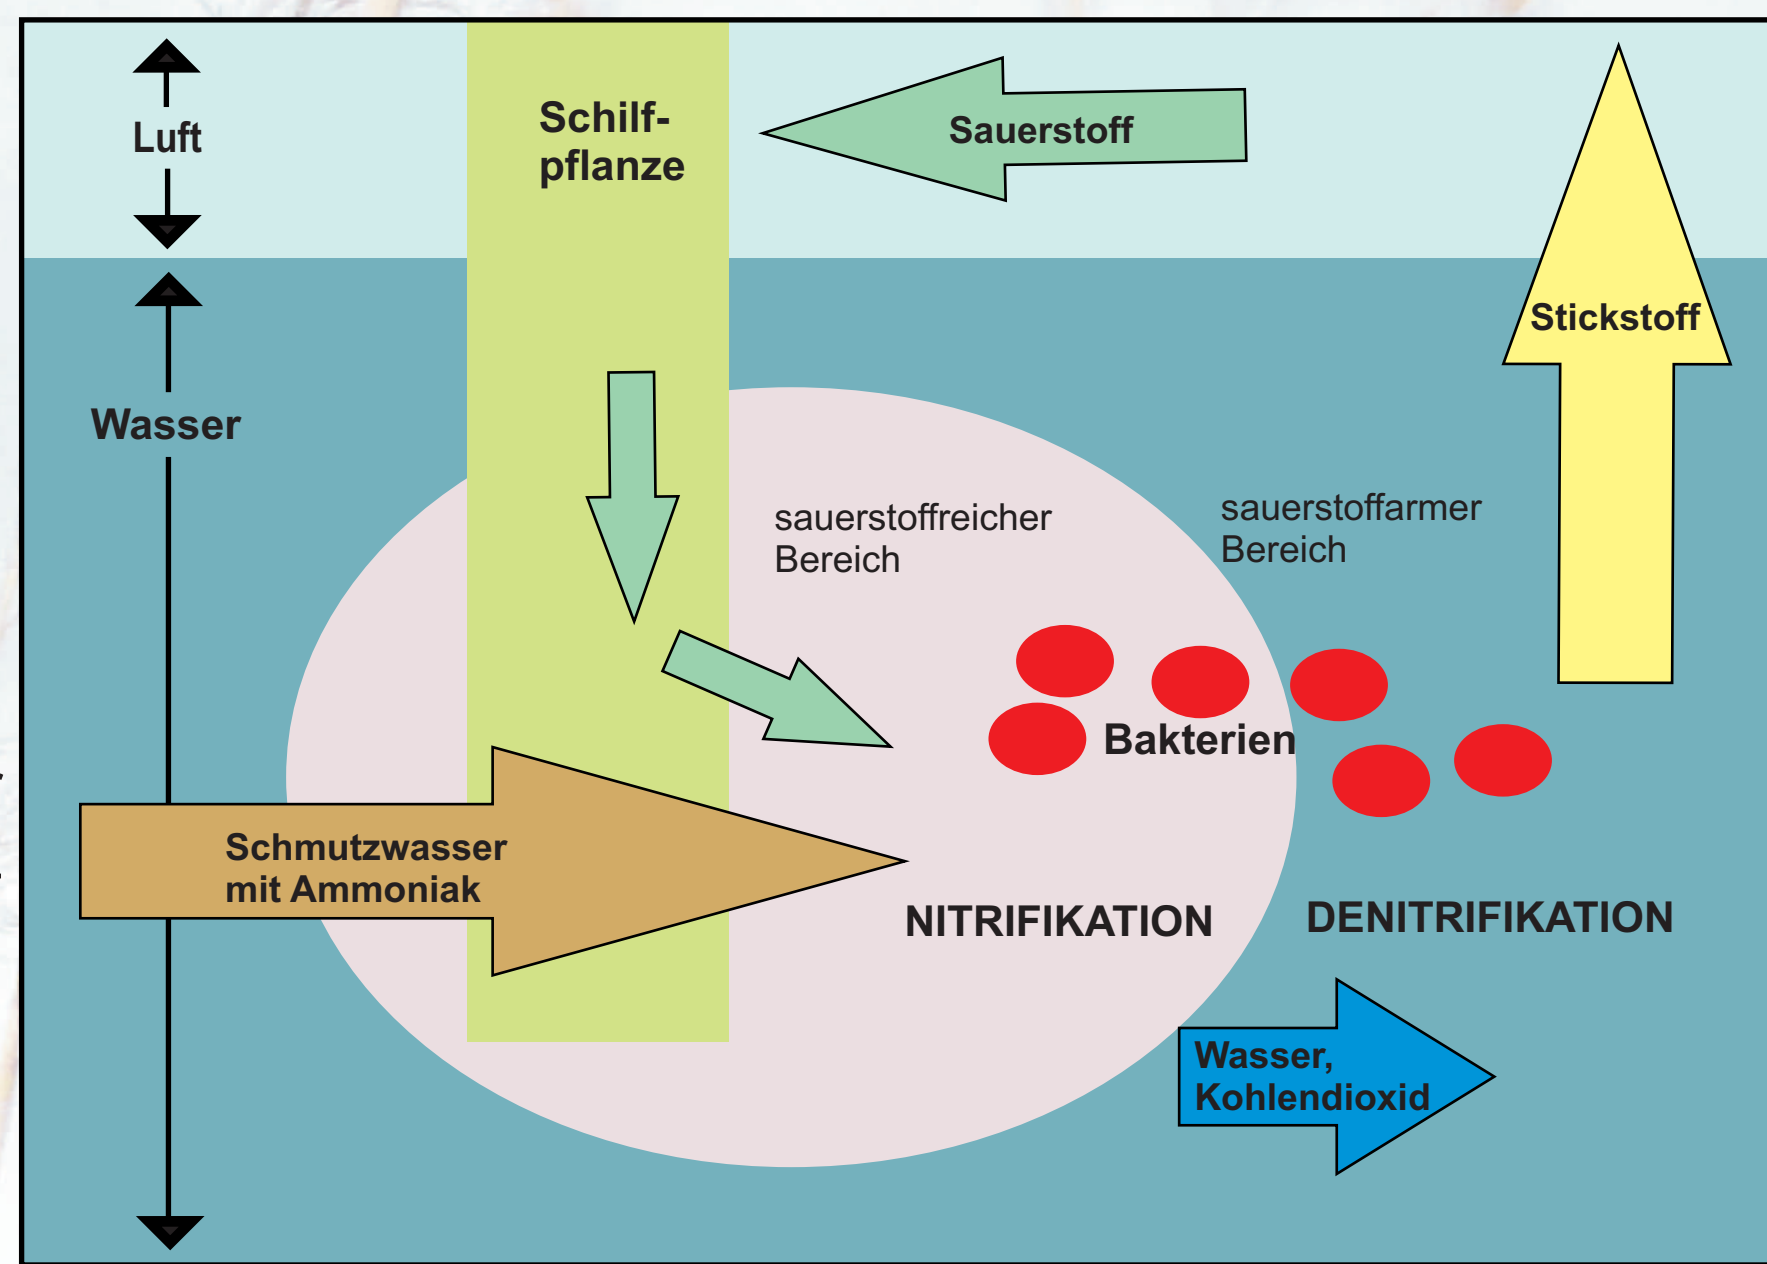 Luft
Schilf-
pflanze
Sauerstoff
Stickstoff
Wasser
sauerstoffreicher
Bereich
sauerstoffarmer
Bereich
Bakterien
Schmutzwasser
mit Ammoniak
NITRIFIKATION
DENITRIFIKATION
Wasser,
Kohlendioxid